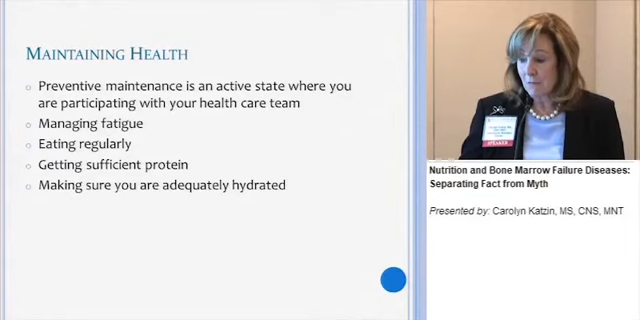 MAINTAINING HEALTH
Preventive maintenance is an active state where you
are participating with your health care team
Managing fatigue
Eating regularly
Getting sufficient protein
Making sure you are adequately hydrated
SPEAKER
Nutrition and Bone Marrow Failure Diseases:
Separating Fact from Myth
Presented by: Carolyn Katzin, MS, CNS, MNT